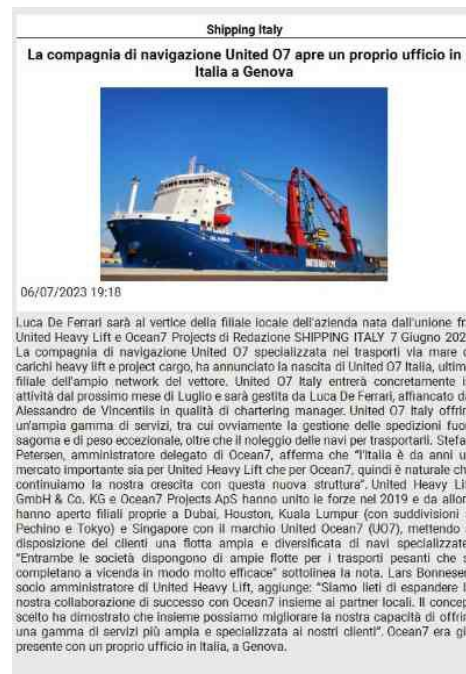 Shipping Italy
La compagnia di navigazione United O7 apre un proprio ufficio in
Italia a Genova
06/07/2023 19:18
Luca De Ferrari sarà al vertice della filiale locale dell'azienda nata dall'unione fr
United Heavy Lift e Ocean7 Projects di Redazione SHIPPING ITALY 7 Giugno 202
La compagnia di navigazione United O7 specializzata nei trasporti via mare d
carichi heavy lift e project cargo, ha annunciato la nascita di United O7 Italia, ultim
filiale dell'ampio network del vettore. United O7 Italy entrerà concretamente i
attività dal prossimo mese di Luglio e sarà gestita da Luca De Ferrari, affiancato d
Alessandro de Vincentiis in qualità di chartering manager. United O7 Italy offrir
un'ampia gamma di servizi, tra cui ovviamente la gestione delle spedizioni fuor
sagoma e di peso eccezionale, oltre che il noleggio delle navi per trasportarli. Stefa
Petersen, amministratore delegato di Ocean7, afferma che "l'Italia è da anni u
mercato importante sia per United Heavy Lift che per Ocean7, quindi è naturale ch
continuiamo la nostra crescita con questa nuova struttura". United Heavy Lif
GmbH & Co. KG e Ocean7 Projects ApS hanno unito le forze nel 2019 e da allor
hanno aperto filiali proprie a Dubai, Houston, Kuala Lumpur (con suddivisioni a
Pechino e Tokyo) e Singapore con il marchio United Ocean7 (UO7), mettendo a
disposizione dei clienti una flotta ampia e diversificata di navi specializzate
"Entrambe le società dispongono di ampie flotte per i trasporti pesanti che s
completano a vicenda in modo molto efficace" sottolinea la nota. Lars Bonnesen
socio amministratore di United Heavy Lift, aggiunge: "Siamo lieti di espandere l
nostra collaborazione di successo con Ocean7 insieme ai partner locali. Il concep
scelto ha dimostrato che insieme possiamo migliorare la nostra capacità di offrir
una gamma di servizi più ampia e specializzata ai nostri clienti". Ocean7 era gi
presente con un proprio ufficio in Italia, a Genova.